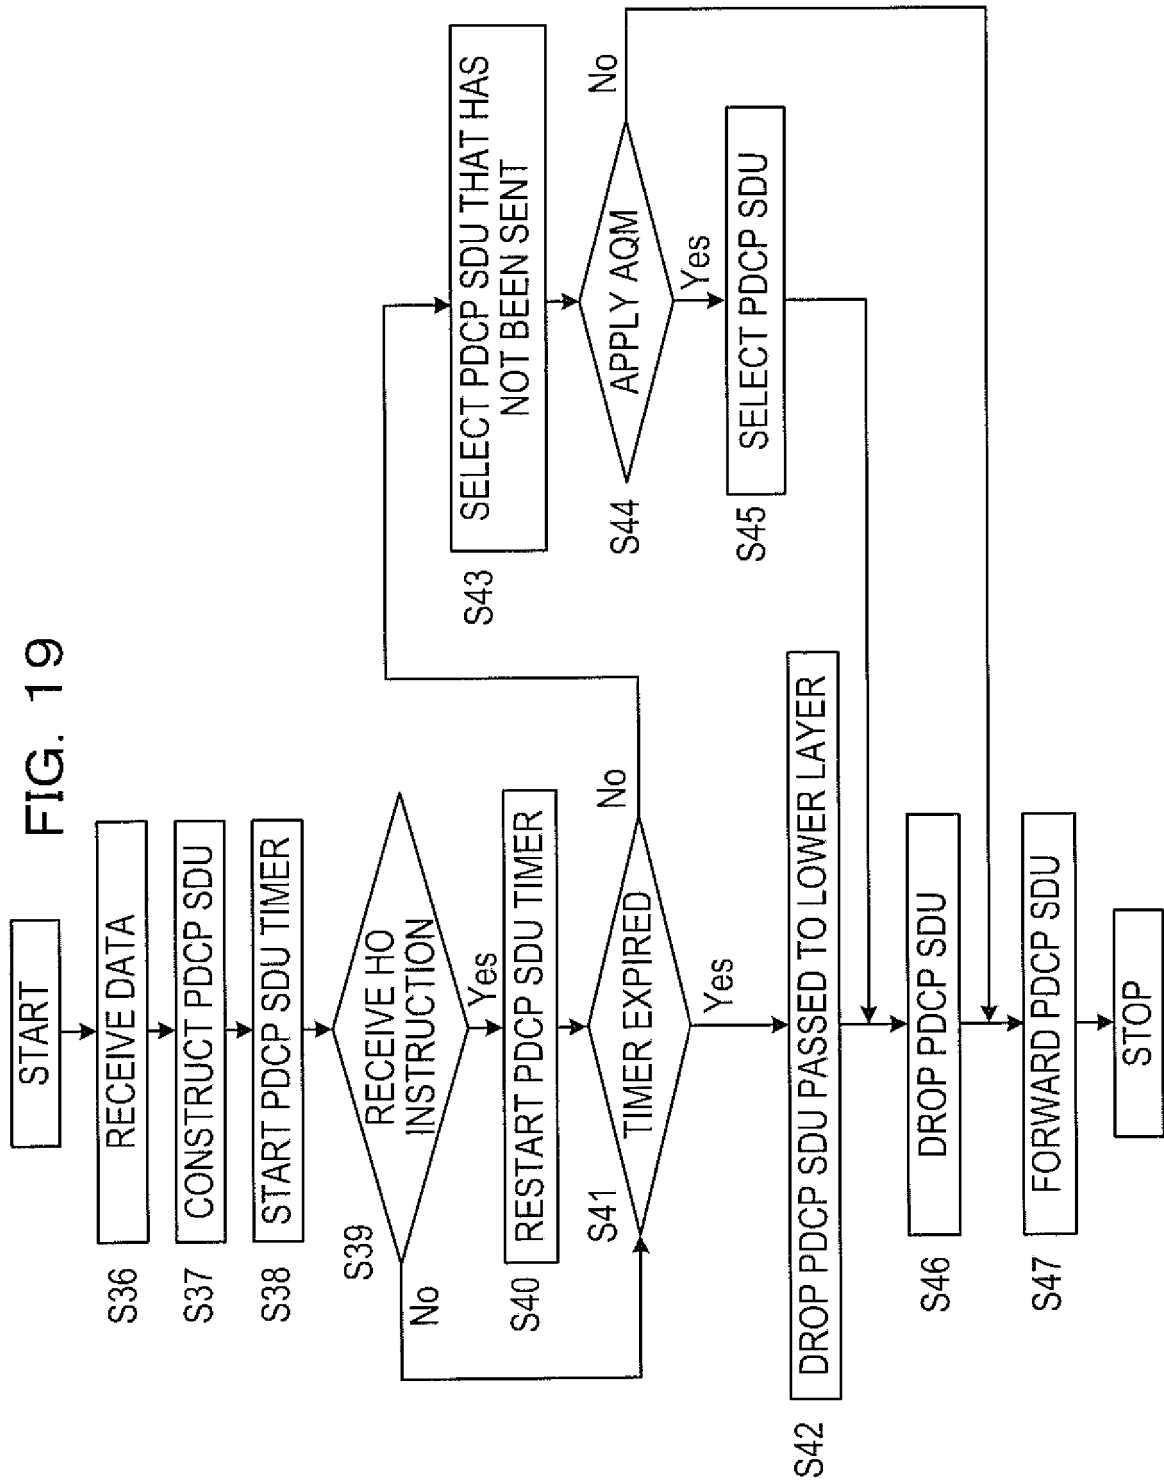 FIG. 19
START
S36
RECEIVE DATA
S37
CONSTRUCT PDCP SDU
S38
START PDCP SDU TIMER
S39
RECEIVE HO
INSTRUCTION
No
Yes
S40
RESTART PDCP SDU TIMER
S41
TIMER EXPIRED
No
Yes
S42
DROP PDCP SDU PASSED TO LOWER LAYER
S43
SELECT PDCP SDU THAT HAS
NOT BEEN SENT
S44
APPLY AQM
No
Yes
S45
SELECT PDCP SDU
S46
DROP PDCP SDU
S47
FORWARD PDCP SDU
STOP